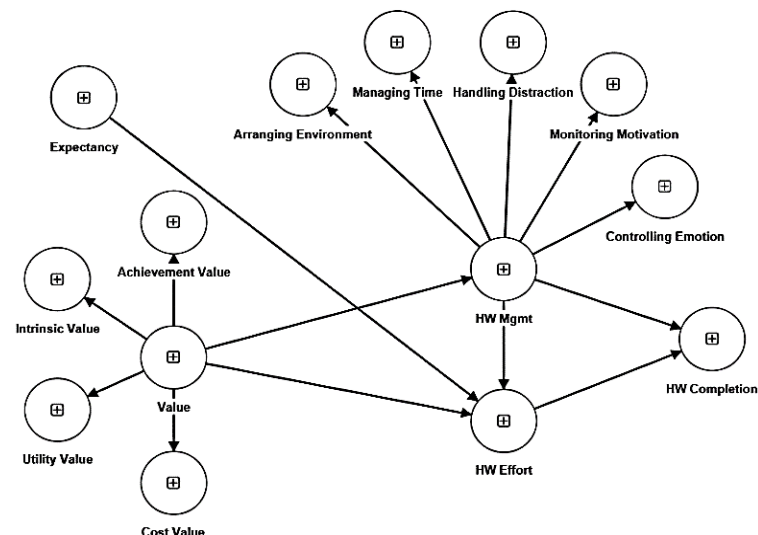 Managing Time
Handling Distraction
Arranging Environment
Monitoring Motivation
Expectancy
Controlling Emotion
Achievement Value
Intrinsic Value
HW Mgmt
HW Completion
Value
Utility Value
HW Effort
Cost Value